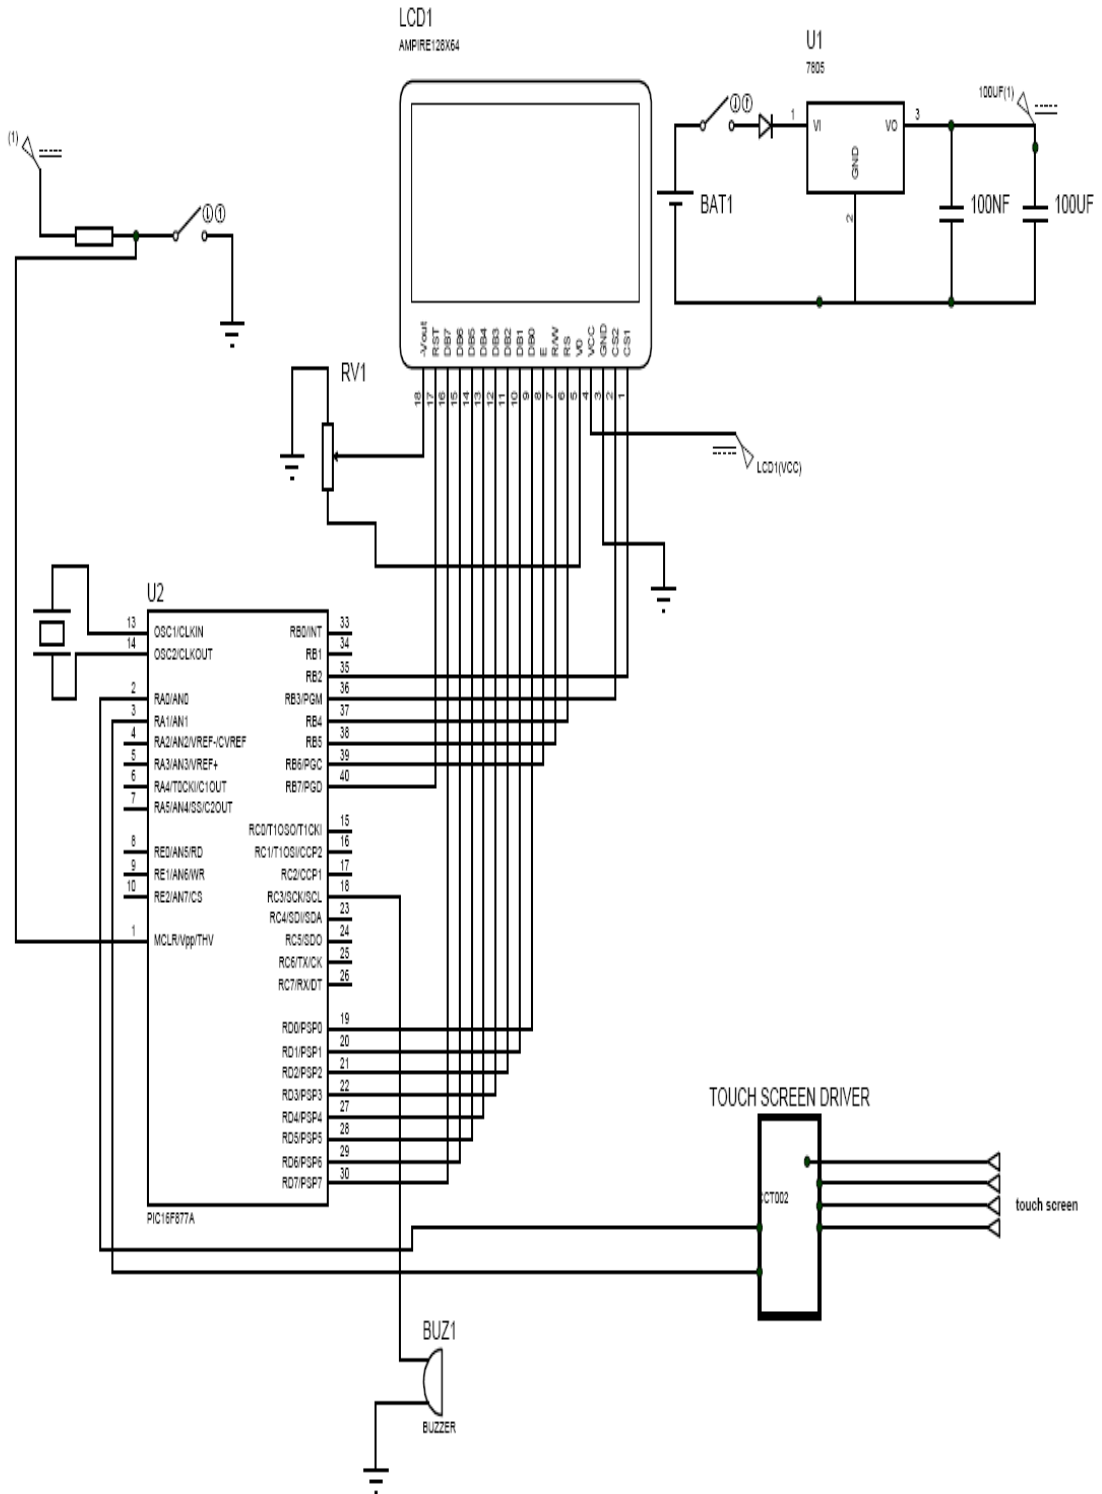 LCD1
AMPIRE128X64
U1
7805
100UF(1)
(1)
1
VI
VO
3
GND
2
BAT1
100NF
100UF
-Vout
RST
DB7
DB6
DB5
DB4
DB3
DB2
DB1
DB0
E
R/W
RS
V0
VCC
GND
CS2
CS1
18
17
16
15
14
13
12
11
10
9
8
7
6
5
4
3
2
1
RV1
LCD1(VCC)
U2
13 OSC1/CLKIN
14 OSC2/CLKOUT
2 RA0/AN0
3 RA1/AN1
4 RA2/AN2/VREF-/CVREF
5 RA3/AN3/VREF+
6 RA4/T0CKI/C1OUT
7 RA5/AN4/SS/C2OUT
8 RE0/AN5/RD
9 RE1/AN6/WR
10 RE2/AN7/CS
1 MCLR/Vpp/THV
RB0/INT 33
RB1 34
RB2 35
RB3/PGM 36
RB4 37
RB5 38
RB6/PGC 39
RB7/PGD 40
RC0/T1OSO/T1CKI 15
RC1/T1OSI/CCP2 16
RC2/CCP1 17
RC3/SCK/SCL 18
RC4/SDI/SDA 23
RC5/SDO 24
RC6/TX/CK 25
RC7/RX/DT 26
RD0/PSP0 19
RD1/PSP1 20
RD2/PSP2 21
RD3/PSP3 22
RD4/PSP4 27
RD5/PSP5 28
RD6/PSP6 29
RD7/PSP7 30
PIC16F877A
TOUCH SCREEN DRIVER
CCT002
touch screen
BUZ1
BUZZER